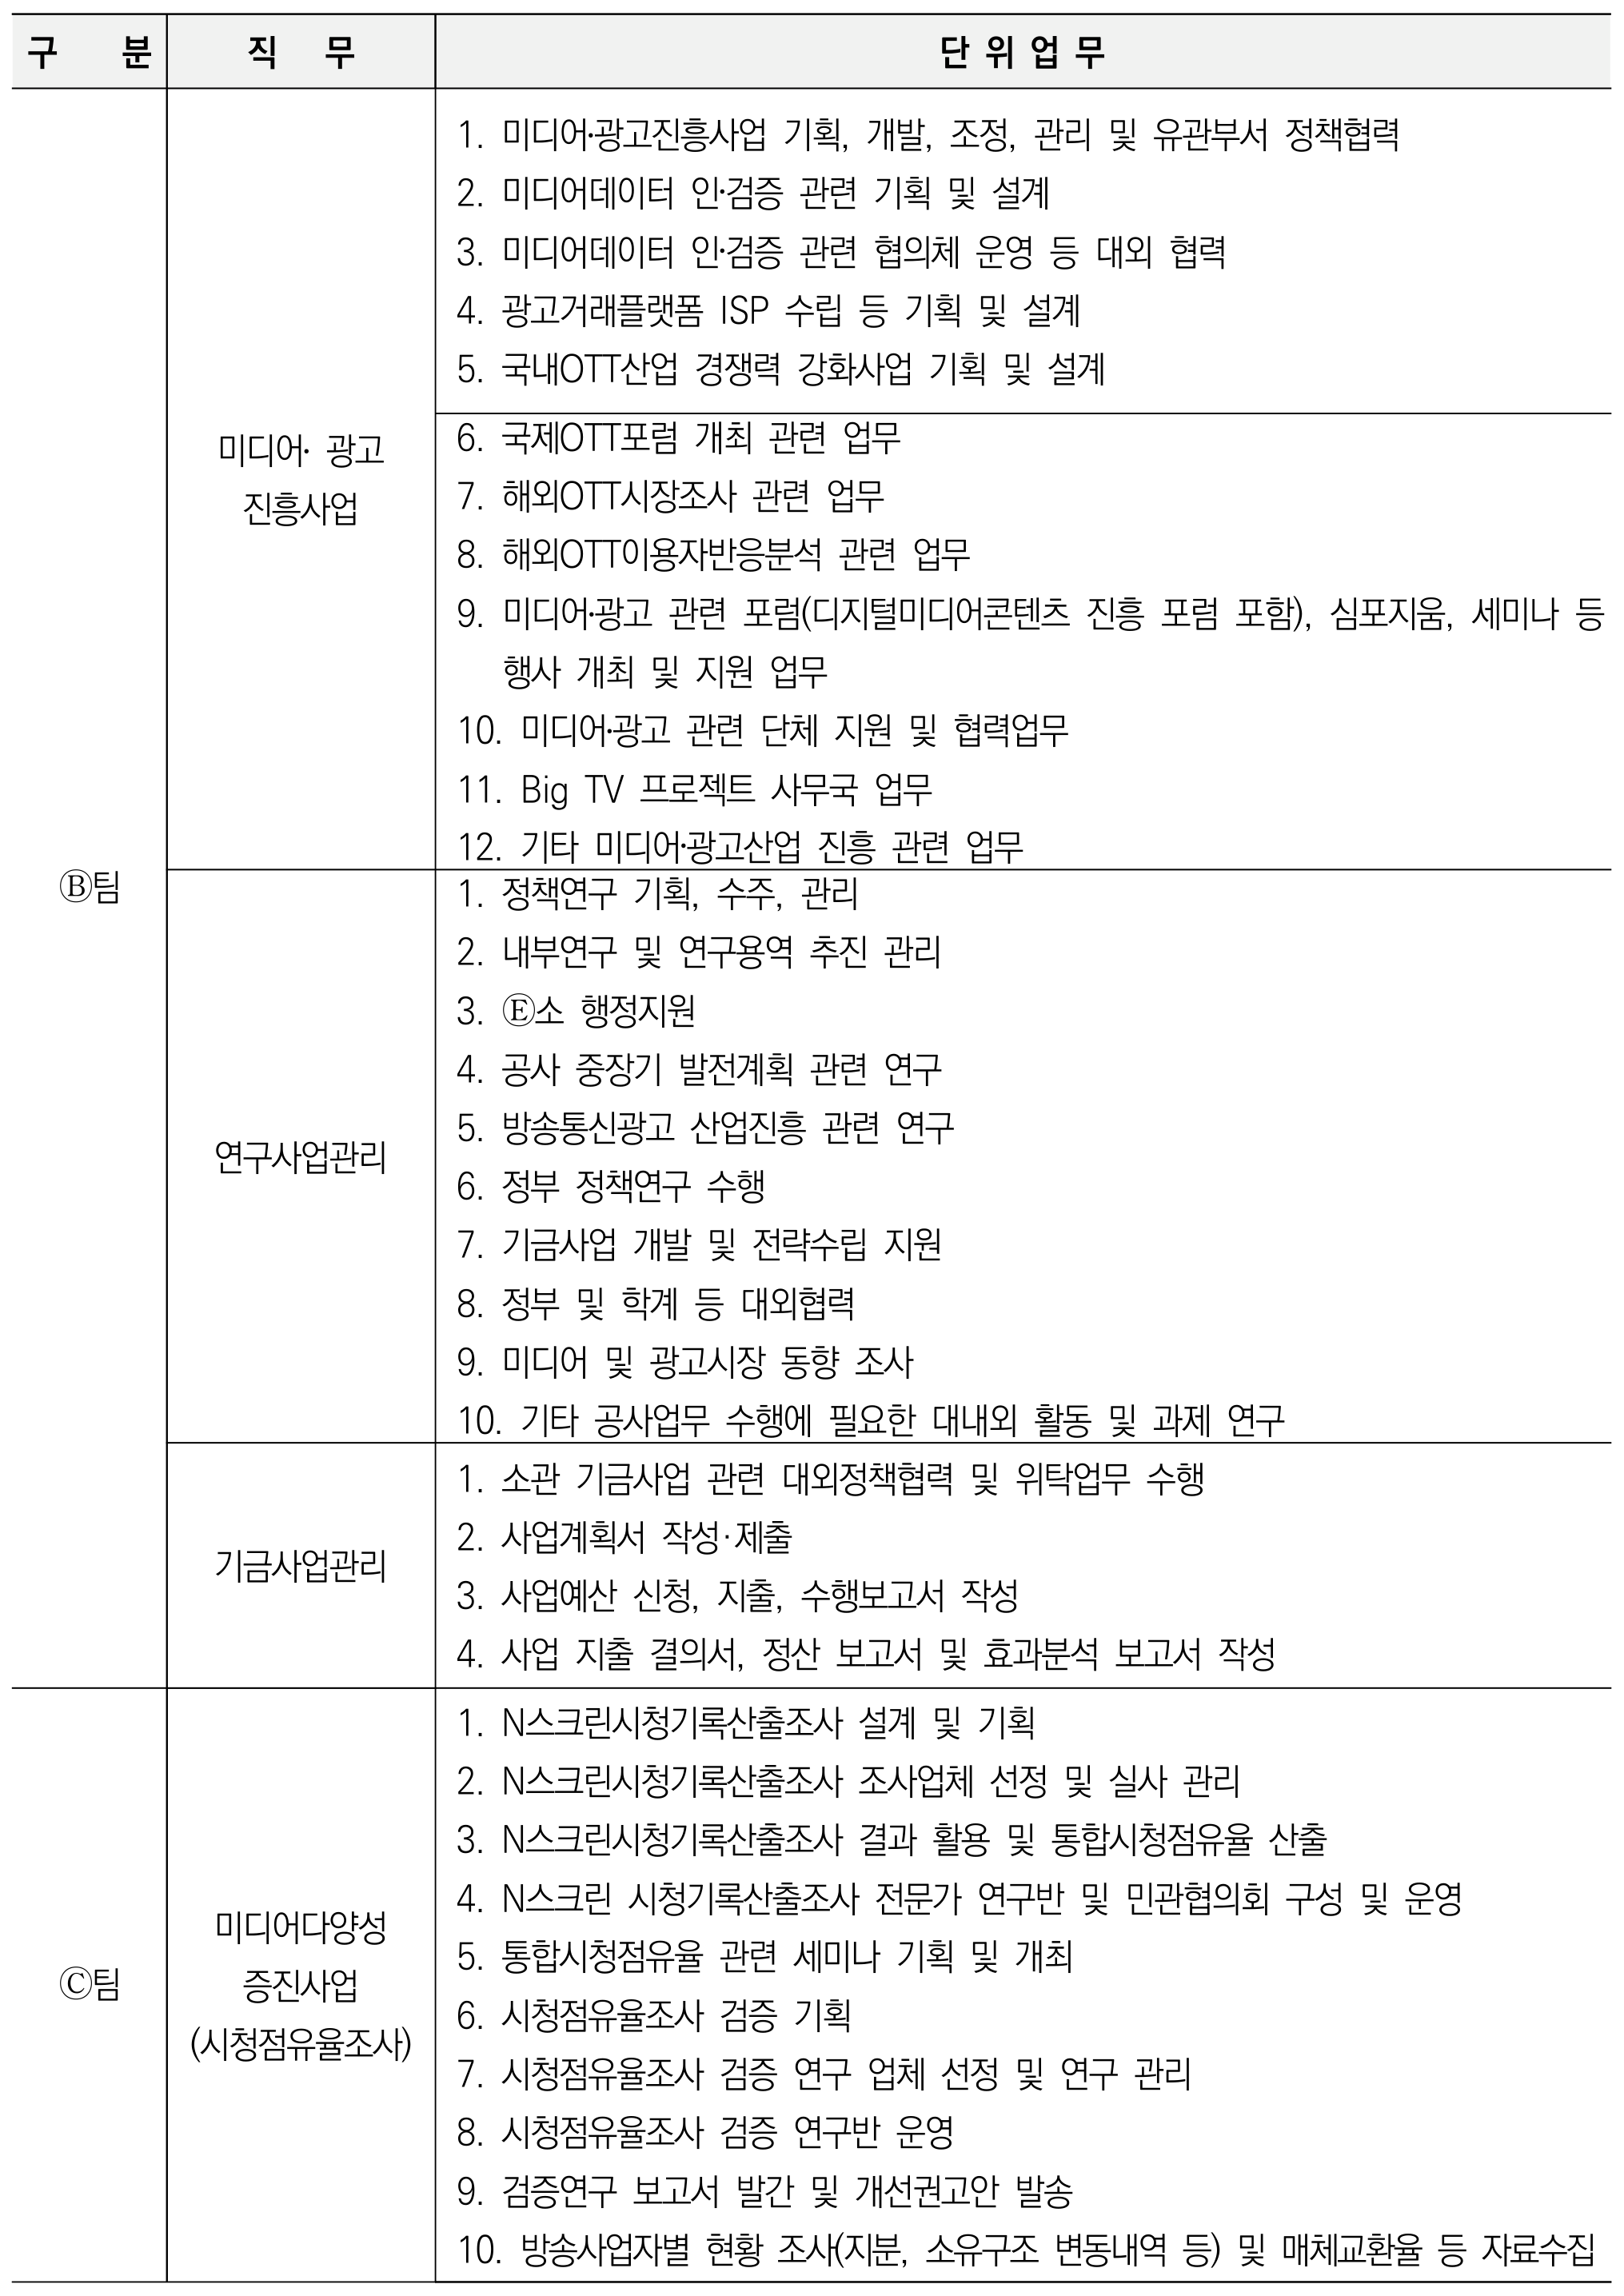 구 분 직 무 단 위 업 무
1. 미디어·광고진흥사업 기획, 개발, 조정, 관리 및 유관부서 정책협력
2. 미디어데이터 인·검증 관련 기획 및 설계
3. 미디어데이터 인·검증 관련 협의체 운영 등 대외 협력
4. 광고거래플랫폼 ISP 수립 등 기획 및 설계
5. 국내OTT산업 경쟁력 강화사업 기획 및 설계
미디어· 광고
진흥사업
6. 국제OTT포럼 개최 관련 업무
7. 해외OTT시장조사 관련 업무
8. 해외OTT이용자반응분석 관련 업무
9. 미디어·광고 관련 포럼(디지털미디어콘텐츠 진흥 포럼 포함), 심포지움, 세미나 등
행사 개최 및 지원 업무
10. 미디어·광고 관련 단체 지원 및 협력업무
11. Big TV 프로젝트 사무국 업무
12. 기타 미디어·광고산업 진흥 관련 업무
Ⓑ팀
연구사업관리
1. 정책연구 기획, 수주, 관리
2. 내부연구 및 연구용역 추진 관리
3. Ⓔ소 행정지원
4. 공사 중장기 발전계획 관련 연구
5. 방송통신광고 산업진흥 관련 연구
6. 정부 정책연구 수행
7. 기금사업 개발 및 전략수립 지원
8. 정부 및 학계 등 대외협력
9. 미디어 및 광고시장 동향 조사
10. 기타 공사업무 수행에 필요한 대내외 활동 및 과제 연구
기금사업관리
1. 소관 기금사업 관련 대외정책협력 및 위탁업무 수행
2. 사업계획서 작성·제출
3. 사업예산 신청, 지출, 수행보고서 작성
4. 사업 지출 결의서, 정산 보고서 및 효과분석 보고서 작성
Ⓒ팀
미디어다양성
증진사업
(시청점유율조사)
1. N스크린시청기록산출조사 설계 및 기획
2. N스크린시청기록산출조사 조사업체 선정 및 실사 관리
3. N스크린시청기록산출조사 결과 활용 및 통합시청점유율 산출
4. N스크린 시청기록산출조사 전문가 연구반 및 민관협의회 구성 및 운영
5. 통합시청점유율 관련 세미나 기획 및 개최
6. 시청점유율조사 검증 기획
7. 시청점유율조사 검증 연구 업체 선정 및 연구 관리
8. 시청점유율조사 검증 연구반 운영
9. 검증연구 보고서 발간 및 개선권고안 발송
10. 방송사업자별 현황 조사(지분, 소유구조 변동내역 등) 및 매체교환율 등 자료수집